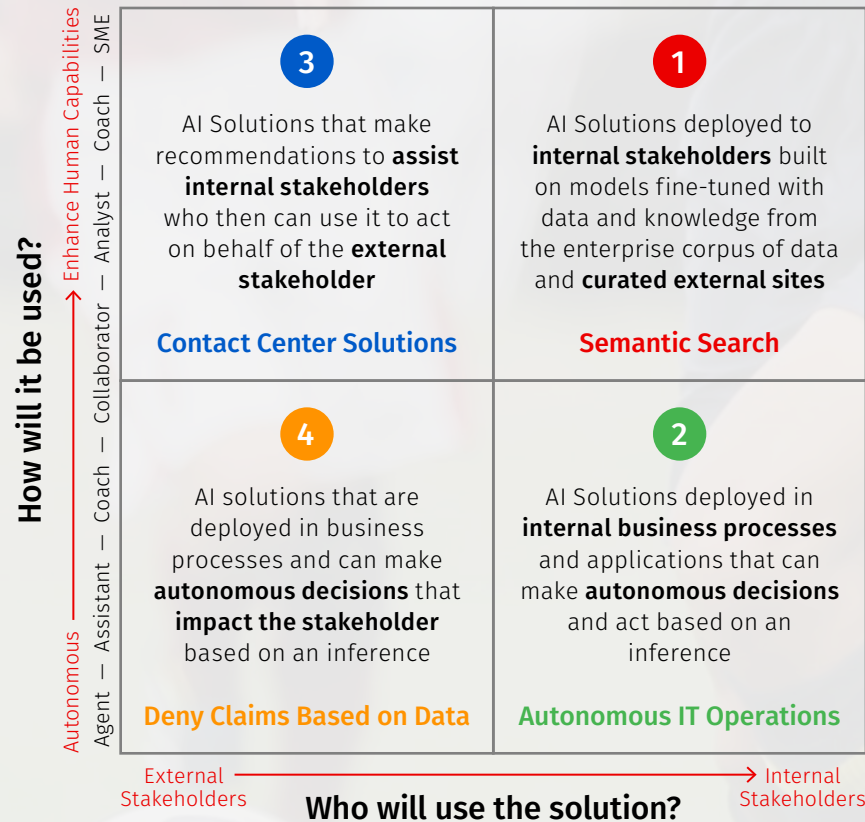 How will it be used?
Autonomous → Enhance Human Capabilities
Agent — Assistant — Coach — Collaborator — Analyst — Coach — SME
3
AI Solutions that make
recommendations to assist
internal stakeholders
who then can use it to act
on behalf of the external
stakeholder
Contact Center Solutions
1
AI Solutions deployed to
internal stakeholders built
on models fine-tuned with
data and knowledge from
the enterprise corpus of data
and curated external sites
Semantic Search
4
AI solutions that are
deployed in business
processes and can make
autonomous decisions that
impact the stakeholder
based on an inference
Deny Claims Based on Data
2
AI Solutions deployed in
internal business processes
and applications that can
make autonomous decisions
and act based on an
inference
Autonomous IT Operations
External
Stakeholders
Internal
Stakeholders
Who will use the solution?